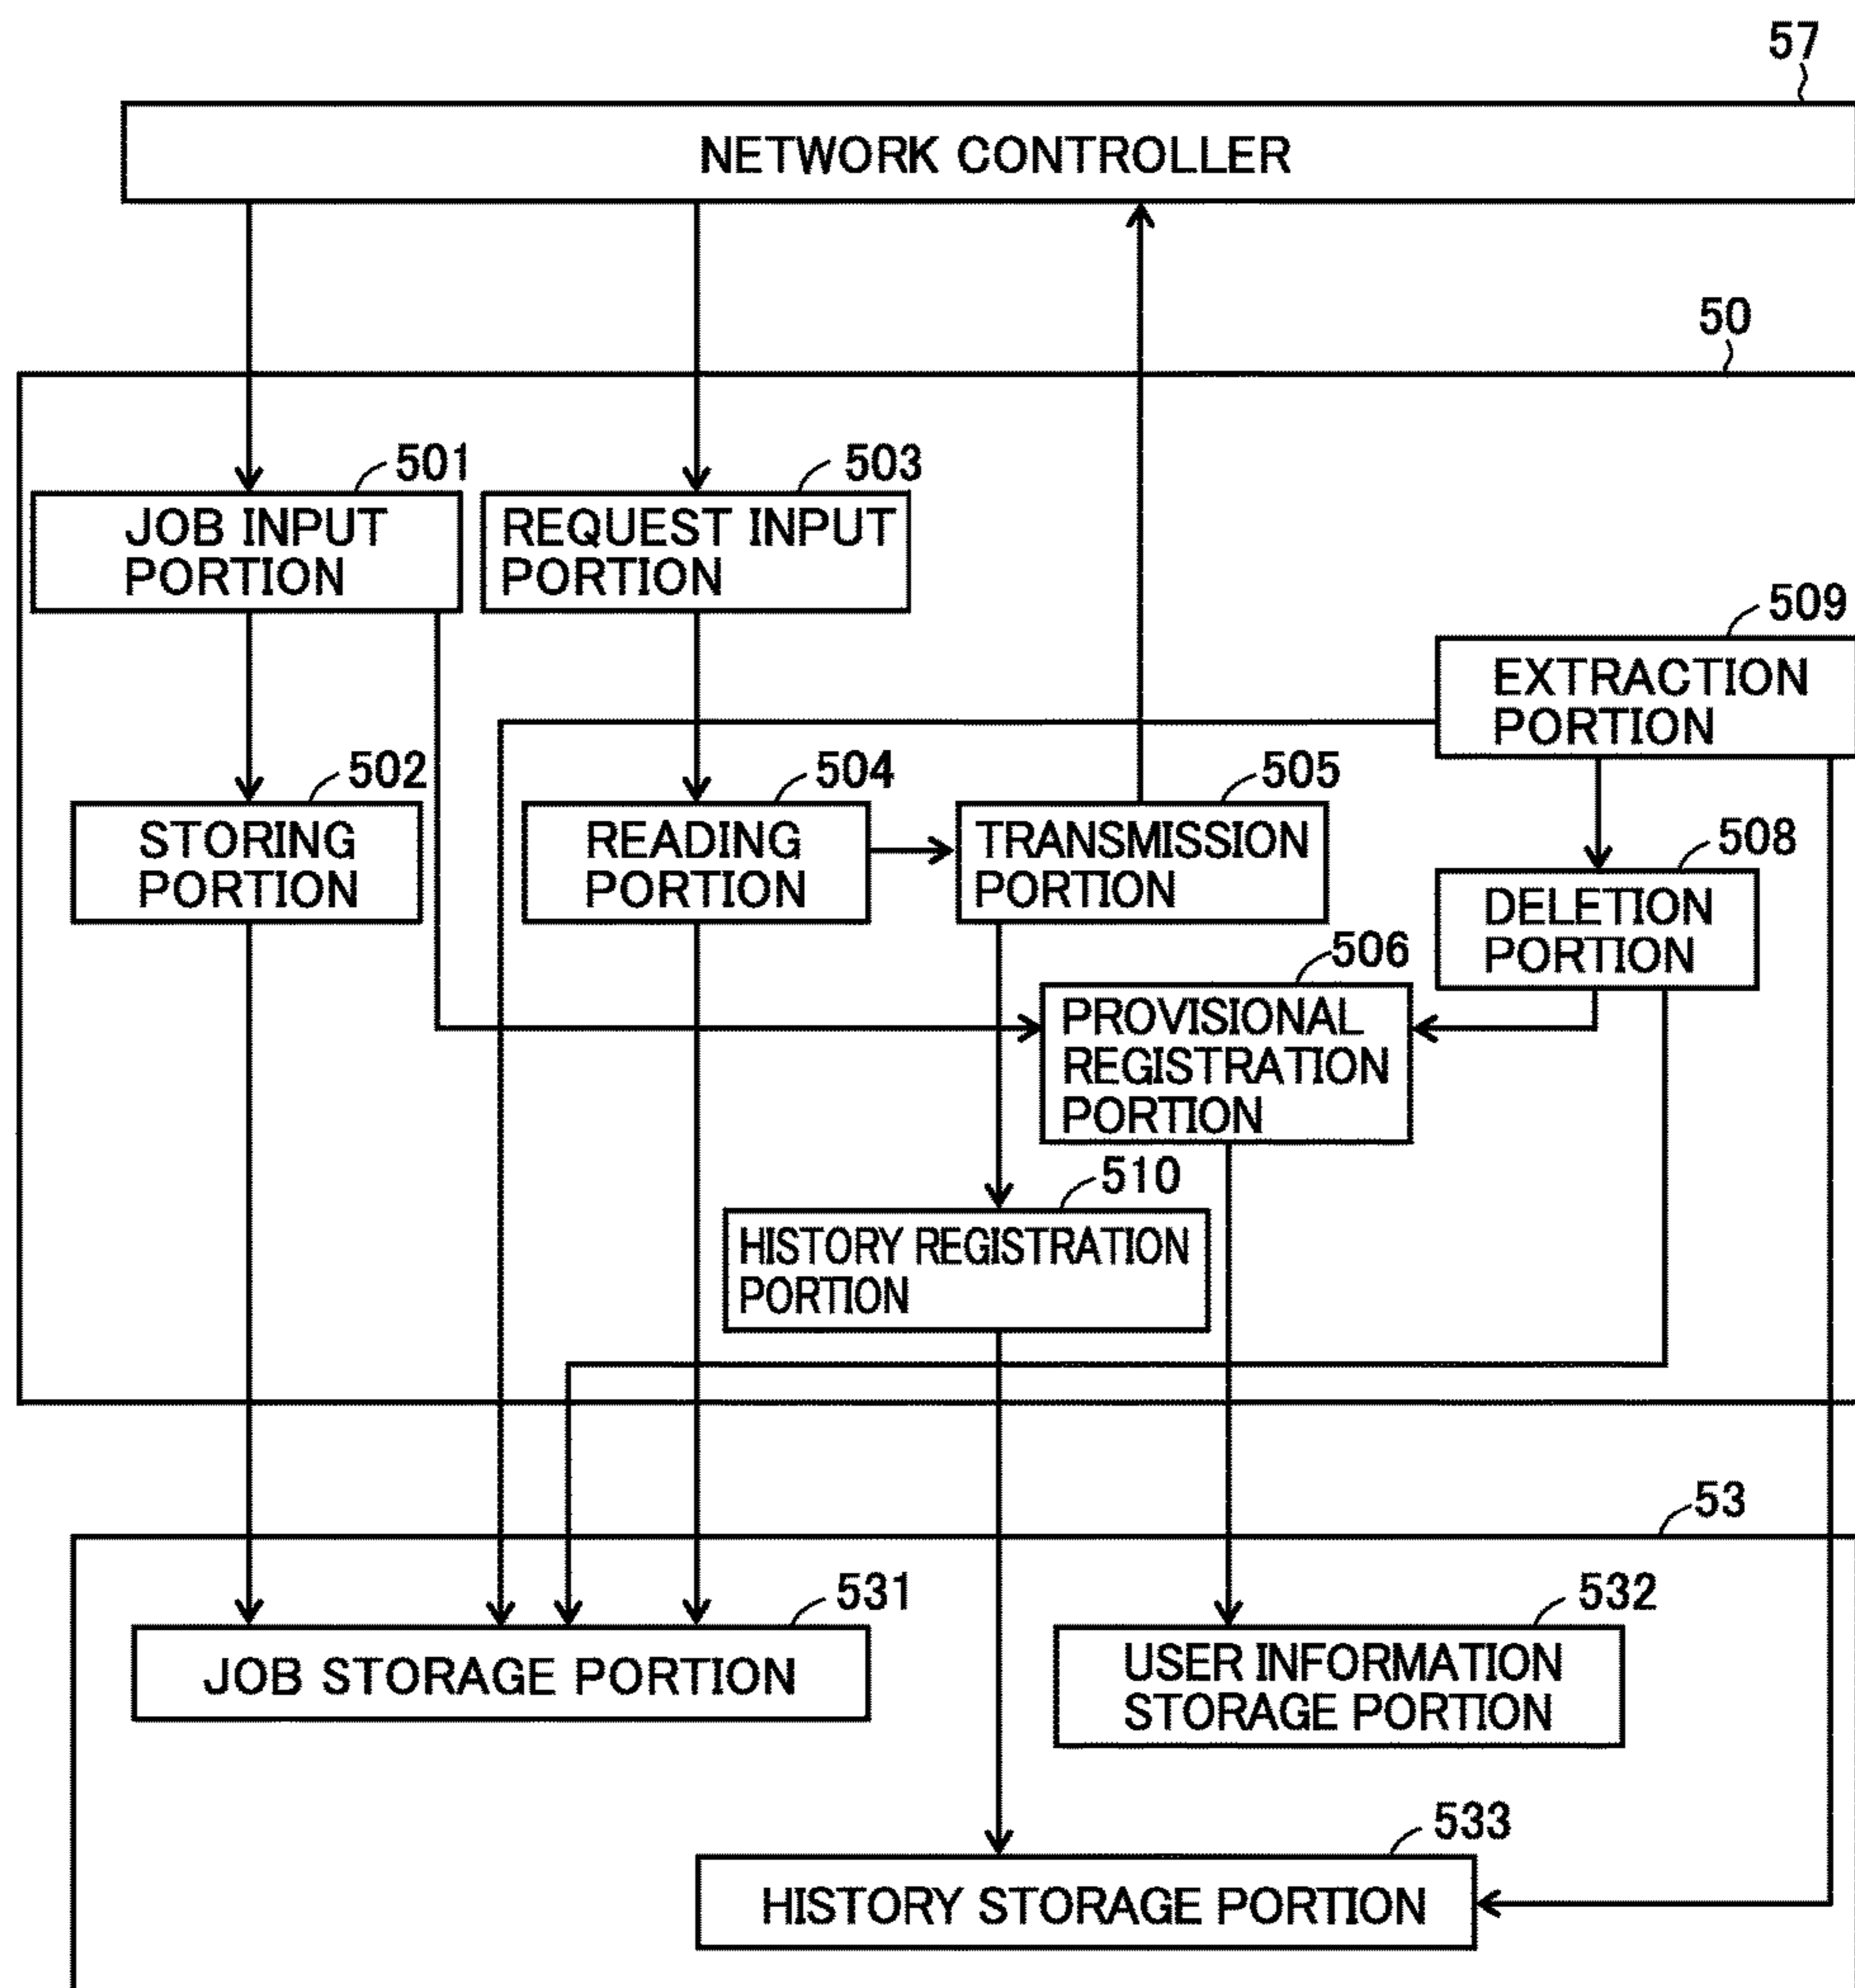 57
NETWORK CONTROLLER
50
501
503
JOB INPUT
PORTION
REQUEST INPUT
PORTION
509
EXTRACTION
PORTION
502
504
505
STORING
PORTION
READING
PORTION
TRANSMISSION
PORTION
508
DELETION
PORTION
506
PROVISIONAL
REGISTRATION
PORTION
510
HISTORY REGISTRATION
PORTION
53
531
532
JOB STORAGE PORTION
USER INFORMATION
STORAGE PORTION
533
HISTORY STORAGE PORTION